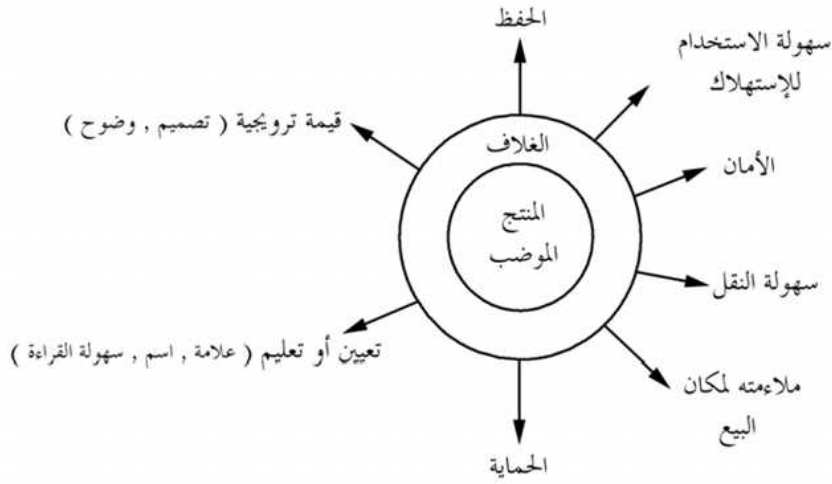 الحفظ
سهولة الاستخدام
للإستهلاك
قيمة ترويجية ( تصميم , وضوح )
الغلاف
الأمان
المنتج
الموضب
سهولة النقل
تعيين أو تعليم ( علامة , اسم , سهولة القراءة )
ملاءمته لمكان
البيع
الحماية